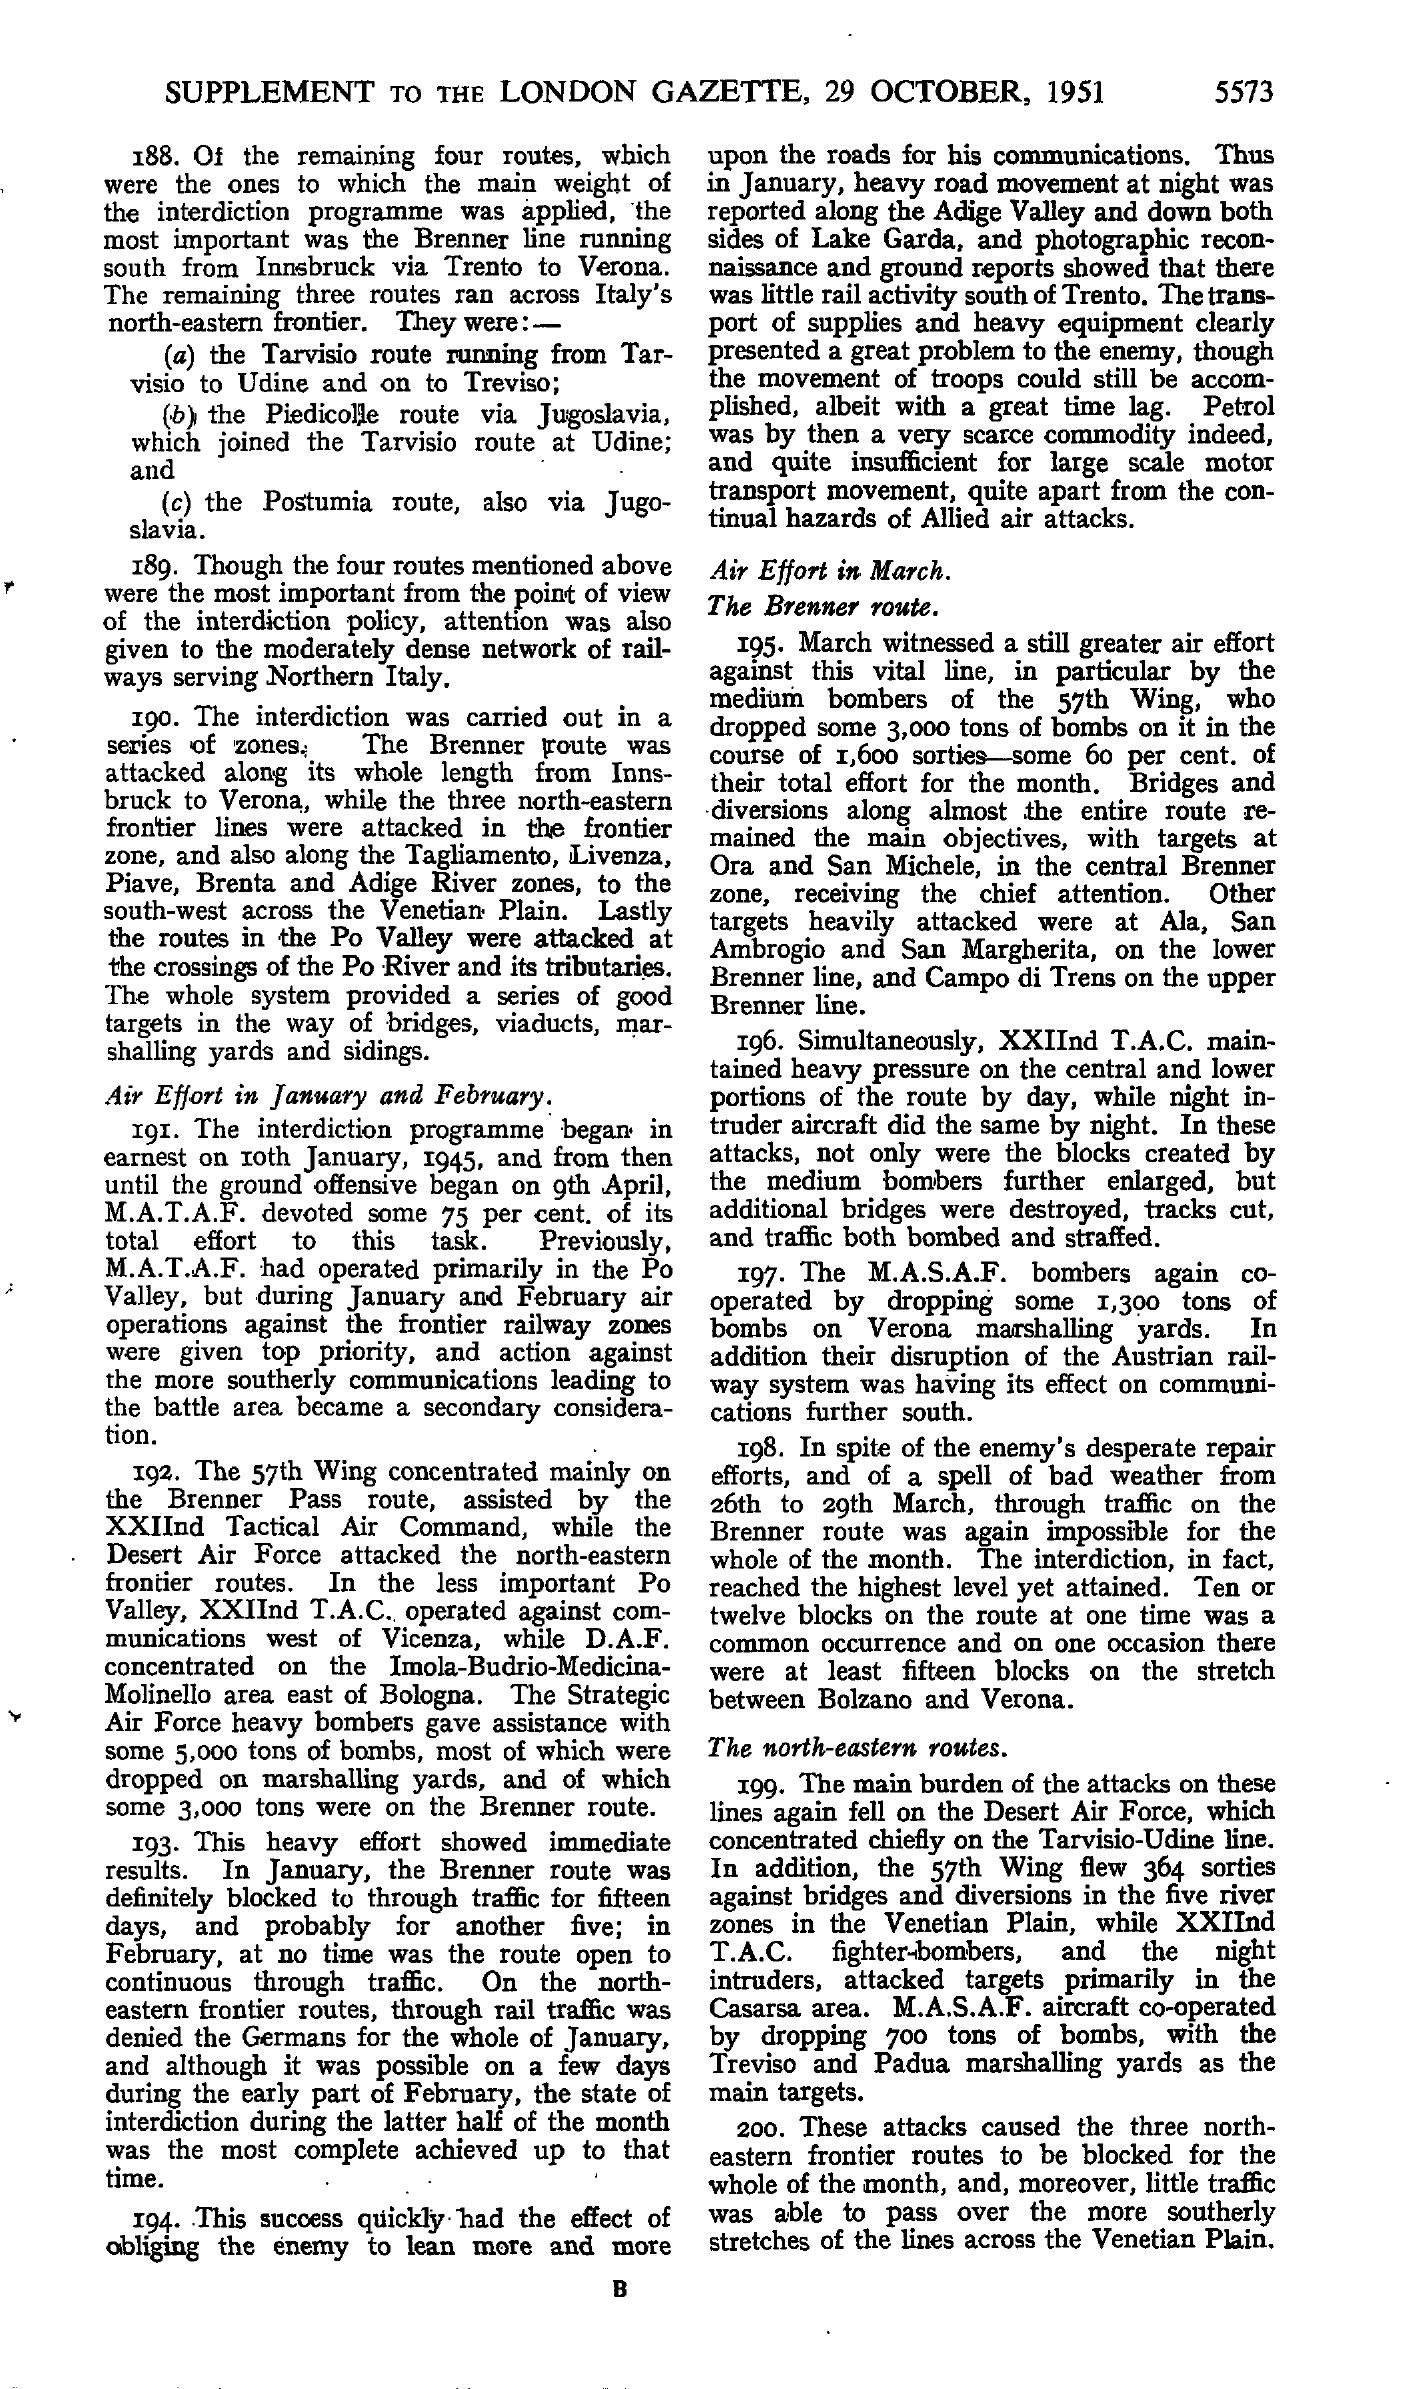 SUPPLEMENT TO THE LONDON GAZETTE, 29 OCTOBER, 1951 5573
188. Of the remaining four routes, which
were the ones to which the main weight of
the interdiction programme was applied, the
most important was the Brenner line running
south from Innsbruck via Trento to Verona.
The remaining three routes ran across Italy's
north-eastern frontier. They were:—
(a) the Tarvisio route running from Tar-
visio to Udine and on to Treviso;
(b) the Piedicolle route via Jugoslavia,
which joined the Tarvisio route at Udine;
and
(c) the Postumia route, also via Jugo-
slavia.
189. Though the four routes mentioned above
were the most important from the point of view
of the interdiction policy, attention was also
given to the moderately dense network of rail-
ways serving Northern Italy.
190. The interdiction was carried out in a
series of zones. The Brenner route was
attacked along its whole length from Inns-
bruck to Verona, while the three north-eastern
frontier lines were attacked in the frontier
zone, and also along the Tagliamento, Livenza,
Piave, Brenta and Adige River zones, to the
south-west across the Venetian Plain. Lastly
the routes in the Po Valley were attacked at
the crossings of the Po River and its tributaries.
The whole system provided a series of good
targets in the way of bridges, viaducts, mar-
shalling yards and sidings.
Air Effort in January and February.
191. The interdiction programme began in
earnest on 10th January, 1945, and from then
until the ground offensive began on 9th April,
M.A.T.A.F. devoted some 75 per cent. of its
total effort to this task. Previously,
M.A.T.A.F. had operated primarily in the Po
Valley, but during January and February air
operations against the frontier railway zones
were given top priority, and action against
the more southerly communications leading to
the battle area became a secondary considera-
tion.
192. The 57th Wing concentrated mainly on
the Brenner Pass route, assisted by the
XXIInd Tactical Air Command, while the
Desert Air Force attacked the north-eastern
frontier routes. In the less important Po
Valley, XXIInd T.A.C. operated against com-
munications west of Vicenza, while D.A.F.
concentrated on the Imola-Budrio-Medicina-
Molinello area east of Bologna. The Strategic
Air Force heavy bombers gave assistance with
some 5,000 tons of bombs, most of which were
dropped on marshalling yards, and of which
some 3,000 tons were on the Brenner route.
193. This heavy effort showed immediate
results. In January, the Brenner route was
definitely blocked to through traffic for fifteen
days, and probably for another five; in
February, at no time was the route open to
continuous through traffic. On the north-
eastern frontier routes, through rail traffic was
denied the Germans for the whole of January,
and although it was possible on a few days
during the early part of February, the state of
interdiction during the latter half of the month
was the most complete achieved up to that
time.
194. This success quickly had the effect of
obliging the enemy to lean more and more
upon the roads for his communications. Thus
in January, heavy road movement at night was
reported along the Adige Valley and down both
sides of Lake Garda, and photographic recon-
naissance and ground reports showed that there
was little rail activity south of Trento. The trans-
port of supplies and heavy equipment clearly
presented a great problem to the enemy, though
the movement of troops could still be accom-
plished, albeit with a great time lag. Petrol
was by then a very scarce commodity indeed,
and quite insufficient for large scale motor
transport movement, quite apart from the con-
tinual hazards of Allied air attacks.
Air Effort in March.
The Brenner route.
195. March witnessed a still greater air effort
against this vital line, in particular by the
medium bombers of the 57th Wing, who
dropped some 3,000 tons of bombs on it in the
course of 1,600 sorties—some 60 per cent. of
their total effort for the month. Bridges and
diversions along almost the entire route re-
mained the main objectives, with targets at
Ora and San Michele, in the central Brenner
zone, receiving the chief attention. Other
targets heavily attacked were at Ala, San
Ambrogio and San Margherita, on the lower
Brenner line, and Campo di Trens on the upper
Brenner line.
196. Simultaneously, XXIInd T.A.C. main-
tained heavy pressure on the central and lower
portions of the route by day, while night in-
truder aircraft did the same by night. In these
attacks, not only were the blocks created by
the medium bombers further enlarged, but
additional bridges were destroyed, tracks cut,
and traffic both bombed and straffed.
197. The M.A.S.A.F. bombers again co-
operated by dropping some 1,300 tons of
bombs on Verona marshalling yards. In
addition their disruption of the Austrian rail-
way system was having its effect on communi-
cations further south.
198. In spite of the enemy's desperate repair
efforts, and of a spell of bad weather from
26th to 29th March, through traffic on the
Brenner route was again impossible for the
whole of the month. The interdiction, in fact,
reached the highest level yet attained. Ten or
twelve blocks on the route at one time was a
common occurrence and on one occasion there
were at least fifteen blocks on the stretch
between Bolzano and Verona.
The north-eastern routes.
199. The main burden of the attacks on these
lines again fell on the Desert Air Force, which
concentrated chiefly on the Tarvisio-Udine line.
In addition, the 57th Wing flew 364 sorties
against bridges and diversions in the five river
zones in the Venetian Plain, while XXIInd
T.A.C. fighter-bombers, and the night
intruders, attacked targets primarily in the
Casarsa area. M.A.S.A.F. aircraft co-operated
by dropping 700 tons of bombs, with the
Treviso and Padua marshalling yards as the
main targets.
200. These attacks caused the three north-
eastern frontier routes to be blocked for the
whole of the month, and, moreover, little traffic
was able to pass over the more southerly
stretches of the lines across the Venetian Plain.
B